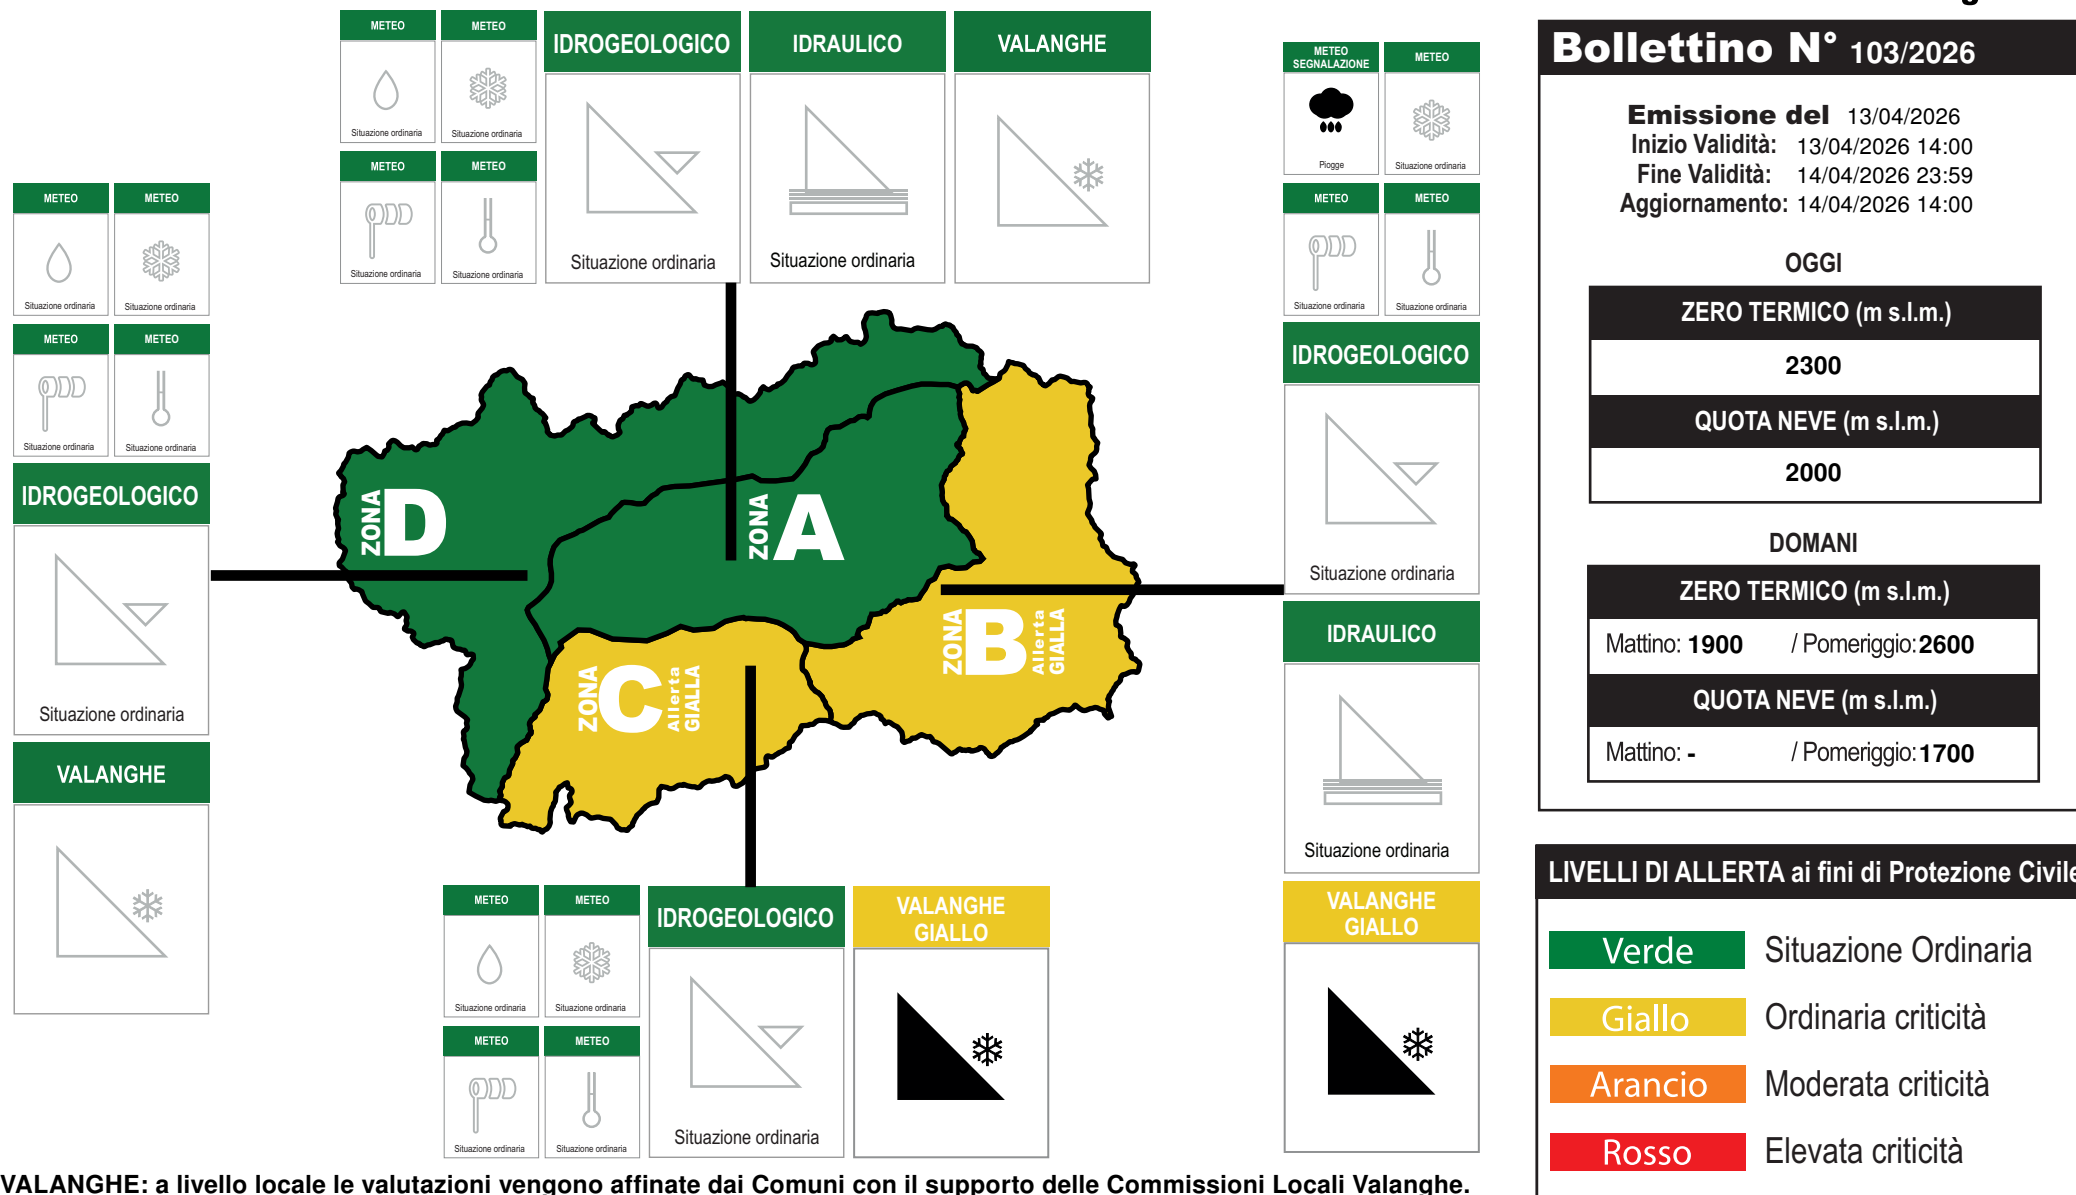 METEO
Situazione ordinaria
METEO
Situazione ordinaria
METEO
Situazione ordinaria
METEO
Situazione ordinaria
IDROGEOLOGICO
Situazione ordinaria
IDRAULICO
Situazione ordinaria
VALANGHE
METEO
SEGNALAZIONE
Piogge
METEO
Situazione ordinaria
METEO
Situazione ordinaria
METEO
Situazione ordinaria
IDROGEOLOGICO
Situazione ordinaria
IDRAULICO
Situazione ordinaria
VALANGHE
GIALLO
METEO
Situazione ordinaria
METEO
Situazione ordinaria
METEO
Situazione ordinaria
METEO
Situazione ordinaria
IDROGEOLOGICO
Situazione ordinaria
VALANGHE
ZONA D
ZONA A
ZONA B
Allerta
GIALLA
ZONA C
Allerta
GIALLA
METEO
Situazione ordinaria
METEO
Situazione ordinaria
METEO
Situazione ordinaria
METEO
Situazione ordinaria
IDROGEOLOGICO
Situazione ordinaria
VALANGHE
GIALLO
VALANGHE: a livello locale le valutazioni vengono affinate dai Comuni con il supporto delle Commissioni Locali Valanghe.
Bollettino N° 103/2026
Emissione del 13/04/2026
Inizio Validità: 13/04/2026 14:00
Fine Validità: 14/04/2026 23:59
Aggiornamento: 14/04/2026 14:00
OGGI
ZERO TERMICO (m s.l.m.)
2300
QUOTA NEVE (m s.l.m.)
2000
DOMANI
ZERO TERMICO (m s.l.m.)
Mattino: 1900 / Pomeriggio: 2600
QUOTA NEVE (m s.l.m.)
Mattino: - / Pomeriggio: 1700
LIVELLI DI ALLERTA ai fini di Protezione Civile
Verde Situazione Ordinaria
Giallo Ordinaria criticità
Arancio Moderata criticità
Rosso Elevata criticità